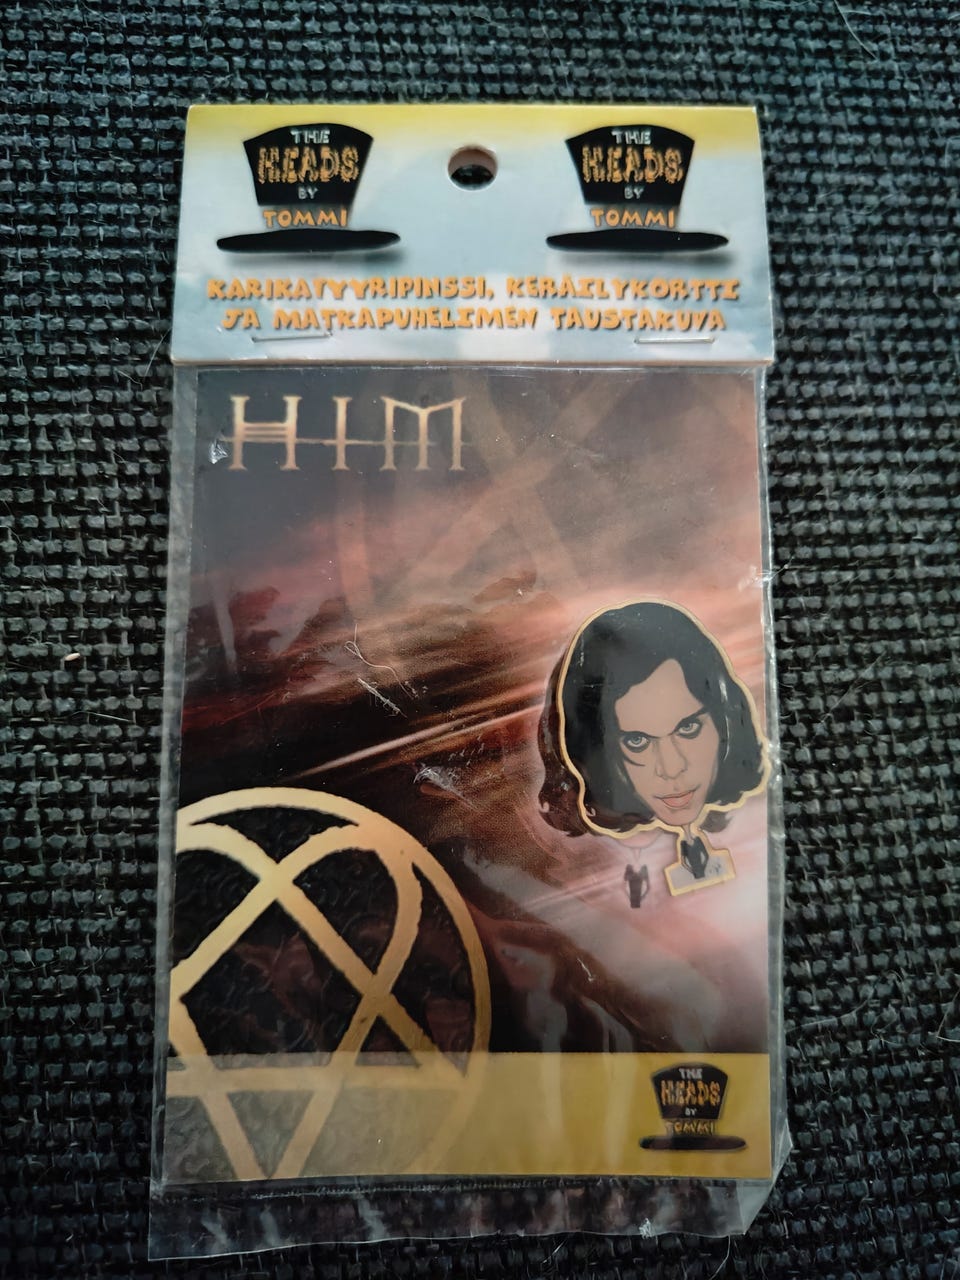 THE
HEADS
BY
TOMMI
THE
HEADS
BY
TOMMI
KARIKATYYRIPINSSI, KERÄILYKORTTI
JA MATKAPUHELIMEN TAUSTAKUVA
HIM
THE
HEADS
BY
TOMMI